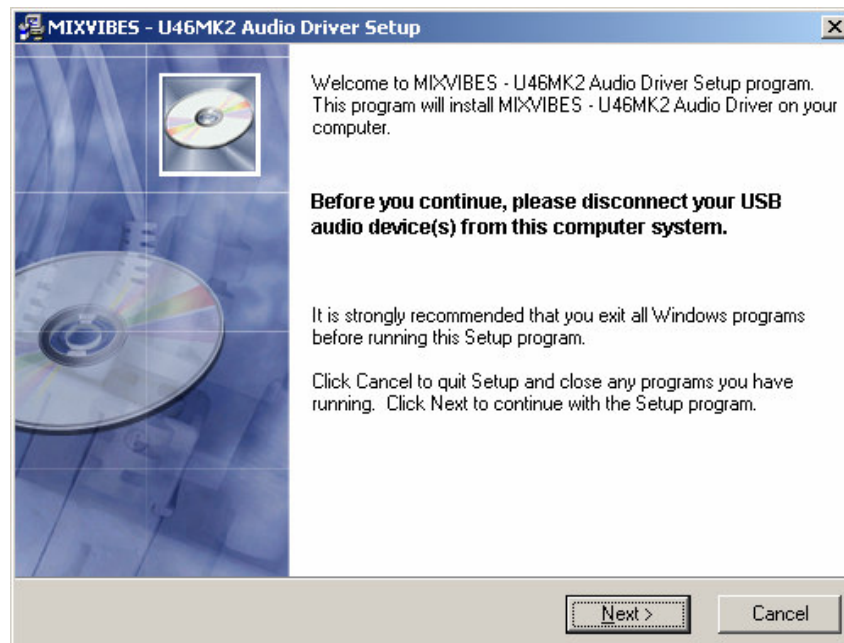 MIXVIBES - U46MK2 Audio Driver Setup
Welcome to MIXVIBES - U46MK2 Audio Driver Setup program.
This program will install MIXVIBES - U46MK2 Audio Driver on your
computer.
Before you continue, please disconnect your USB
audio device(s) from this computer system.
It is strongly recommended that you exit all Windows programs
before running this Setup program.
Click Cancel to quit Setup and close any programs you have
running. Click Next to continue with the Setup program.
Next >
Cancel